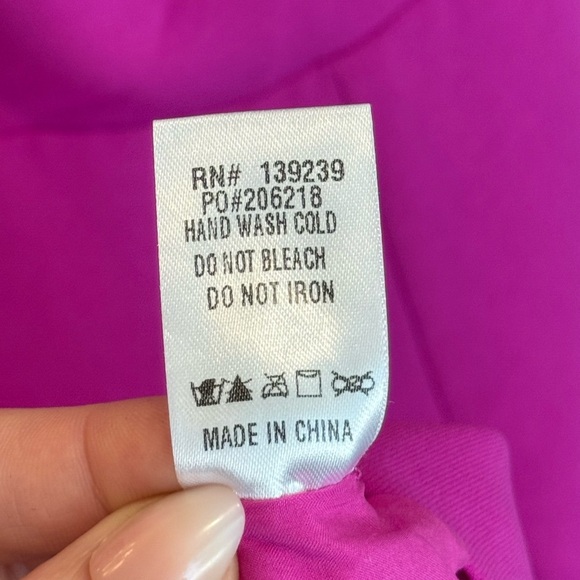 RN# 139239
PO#206218
HAND WASH COLD
DO NOT BLEACH
DO NOT IRON
MADE IN CHINA